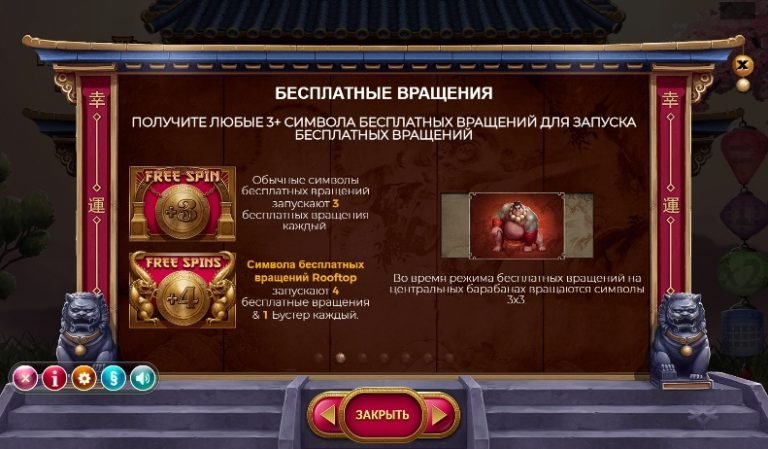 БЕСПЛАТНЫЕ ВРАЩЕНИЯ
ПОЛУЧИТЕ ЛЮБЫЕ 3+ СИМВОЛА БЕСПЛАТНЫХ ВРАЩЕНИЙ ДЛЯ ЗАПУСКА
БЕСПЛАТНЫХ ВРАЩЕНИЙ
幸
運
幸
運
X
FREE SPIN
+3
Обычные символы
бесплатных вращений
запускают 3
бесплатных вращения
каждый
FREE SPINS
+4
Символа бесплатных
вращений Rooftop
запускают 4
бесплатные вращения
& 1 Бустер каждый.
Во время режима бесплатных вращений на
центральных барабанах вращаются символы
3x3
x i §
ЗАКРЫТЬ